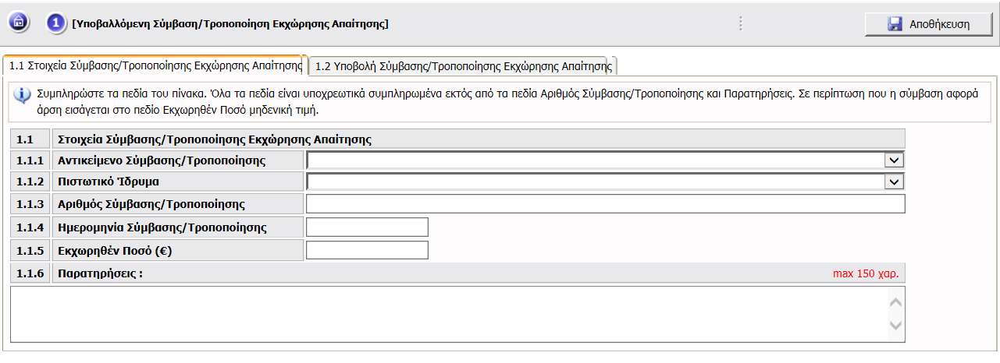 1 [Υποβαλλόμενη Σύμβαση/Τροποποίηση Εκχώρησης Απαίτησης] Αποθήκευση
1.1 Στοιχεία Σύμβασης/Τροποποίησης Εκχώρησης Απαίτησης 1.2 Υποβολή Σύμβασης/Τροποποίησης Εκχώρησης Απαίτησης
Συμπληρώστε τα πεδία του πίνακα. Όλα τα πεδία είναι υποχρεωτικά συμπληρωμένα εκτός από τα πεδία Αριθμός Σύμβασης/Τροποποίησης και Παρατηρήσεις. Σε περίπτωση που η σύμβαση αφορά
άρση εισάγεται στο πεδίο Εκχωρηθέν Ποσό μηδενική τιμή.
1.1 Στοιχεία Σύμβασης/Τροποποίησης Εκχώρησης Απαίτησης
1.1.1 Αντικείμενο Σύμβασης/Τροποποίησης
1.1.2 Πιστωτικό Ίδρυμα
1.1.3 Αριθμός Σύμβασης/Τροποποίησης
1.1.4 Ημερομηνία Σύμβασης/Τροποποίησης
1.1.5 Εκχωρηθέν Ποσό (€)
1.1.6 Παρατηρήσεις : max 150 χαρ.